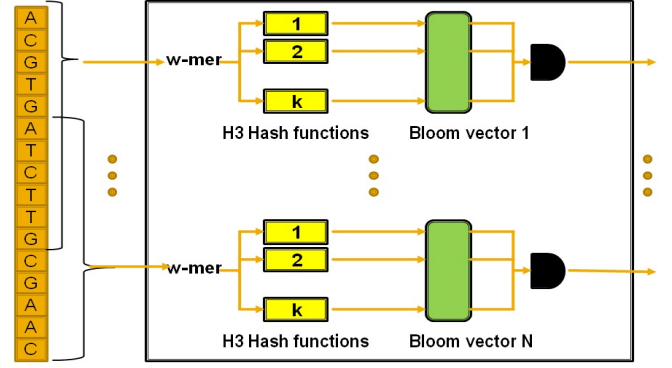 A
C
G
T
G
A
T
C
T
T
G
C
G
A
A
C
w-mer
1
2
k
H3 Hash functions
Bloom vector 1
w-mer
1
2
k
H3 Hash functions
Bloom vector N